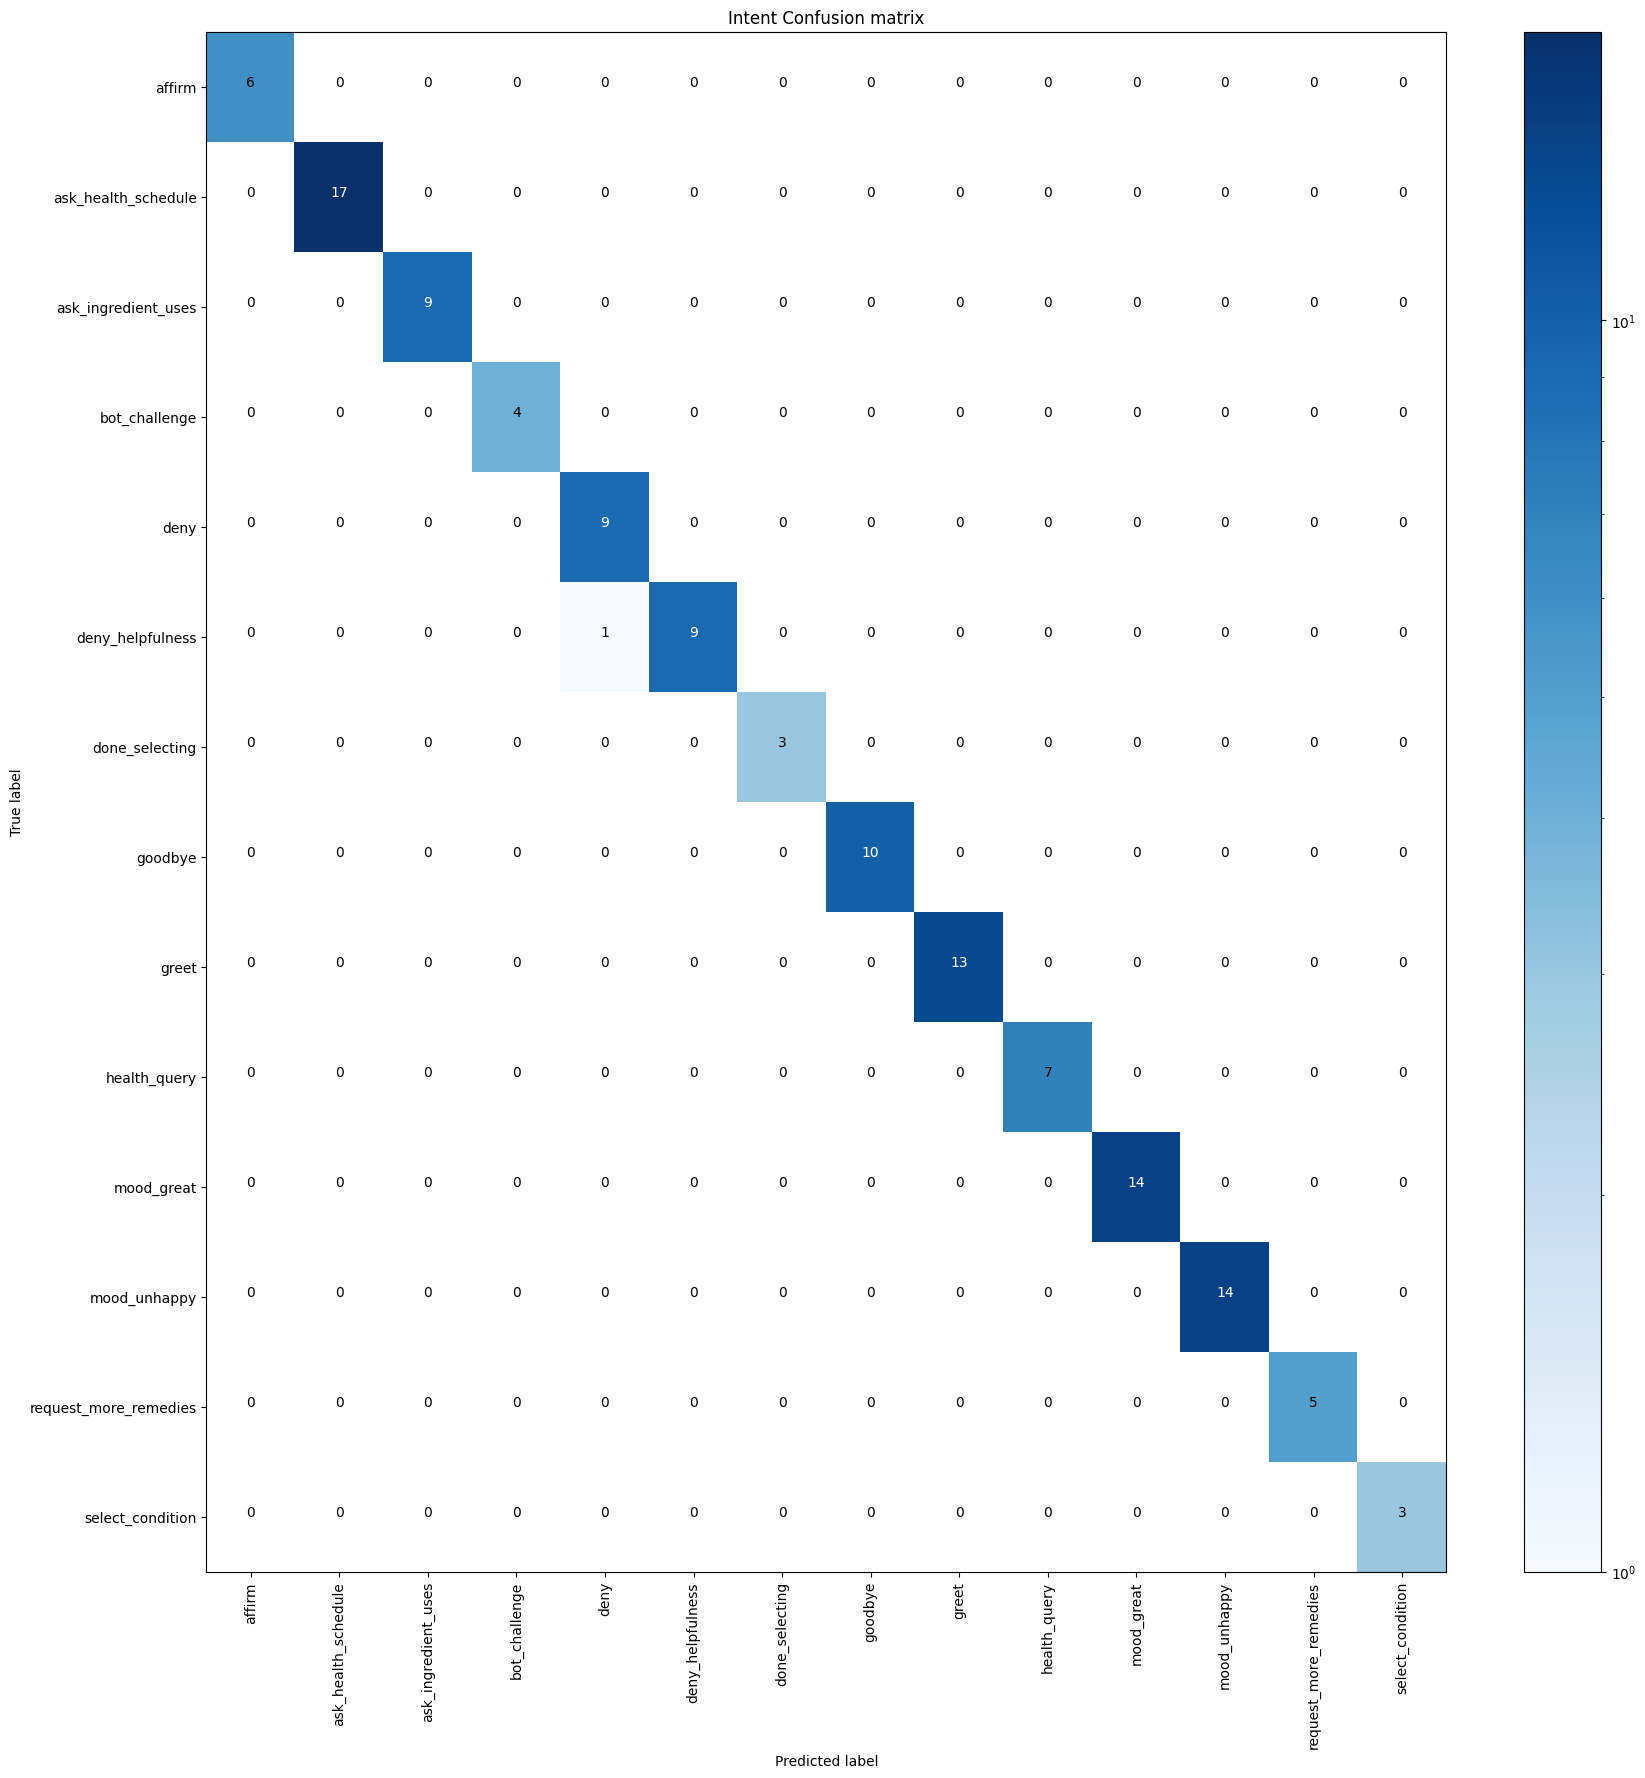 Intent Confusion matrix
affirm 6 0 0 0 0 0 0 0 0 0 0 0 0 0
ask_health_schedule 0 17 0 0 0 0 0 0 0 0 0 0 0 0
ask_ingredient_uses 0 0 9 0 0 0 0 0 0 0 0 0 0 0
10¹
bot_challenge 0 0 0 4 0 0 0 0 0 0 0 0 0 0
deny 0 0 0 0 9 0 0 0 0 0 0 0 0 0
deny_helpfulness 0 0 0 0 1 9 0 0 0 0 0 0 0 0
done_selecting 0 0 0 0 0 0 3 0 0 0 0 0 0 0
True label
goodbye 0 0 0 0 0 0 0 10 0 0 0 0 0 0
greet 0 0 0 0 0 0 0 0 13 0 0 0 0 0
health_query 0 0 0 0 0 0 0 0 0 7 0 0 0 0
mood_great 0 0 0 0 0 0 0 0 0 0 14 0 0 0
mood_unhappy 0 0 0 0 0 0 0 0 0 0 0 14 0 0
request_more_remedies 0 0 0 0 0 0 0 0 0 0 0 0 5 0
select_condition 0 0 0 0 0 0 0 0 0 0 0 0 0 3
10⁰
affirm
ask_health_schedule
ask_ingredient_uses
bot_challenge
deny
deny_helpfulness
done_selecting
goodbye
greet
health_query
mood_great
mood_unhappy
request_more_remedies
select_condition
Predicted label